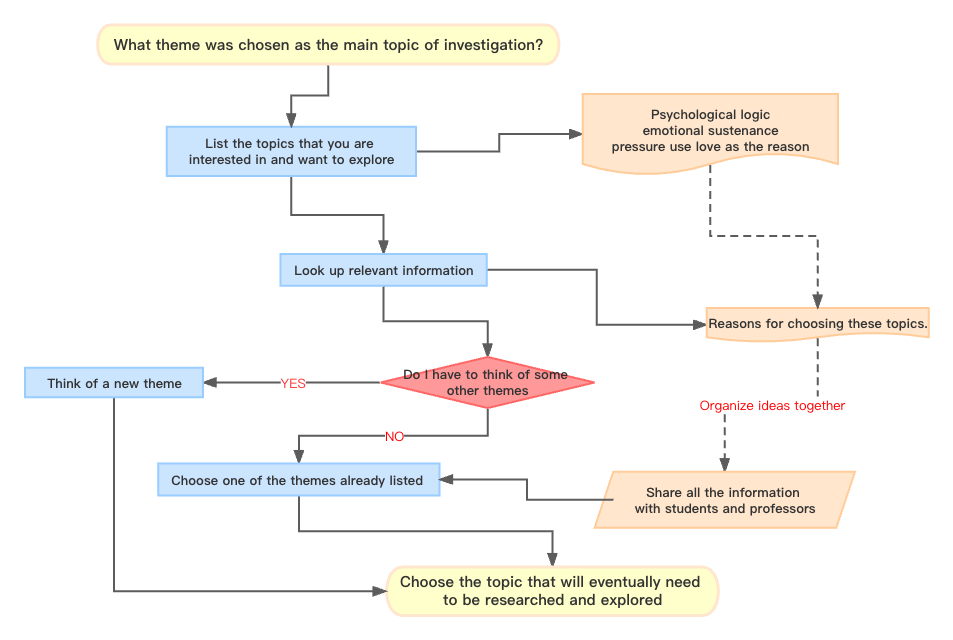 What theme was chosen as the main topic of investigation?
List the topics that you are
interested in and want to explore
Psychological logic
emotional sustenance
pressure use love as the reason
Look up relevant information
Reasons for choosing these topics.
Do I have to think of some
other themes
YES
Think of a new theme
Organize ideas together
NO
Choose one of the themes already listed
Share all the information
with students and professors
Choose the topic that will eventually need
to be researched and explored